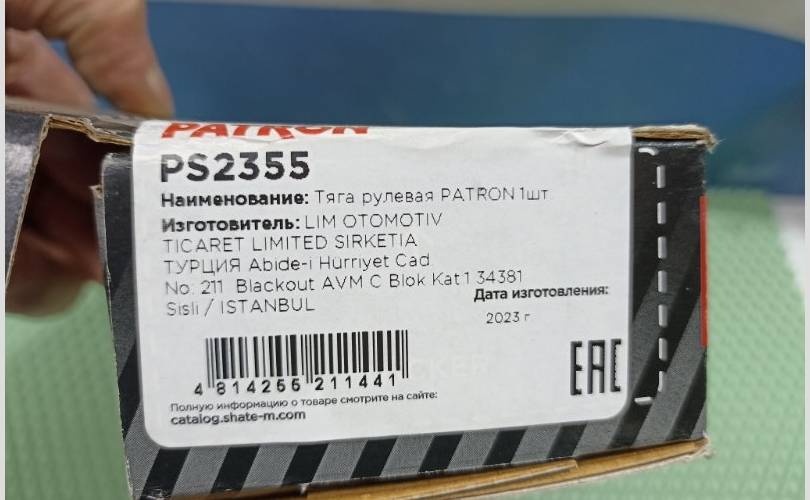 PATRON
PS2355
Наименование: Тяга рулевая PATRON 1шт
Изготовитель: LIM OTOMOTIV
TICARET LIMITED SIRKETIA
ТУРЦИЯ Abide-i Hürriyet Cad
No: 211 Blackout AVM C Blok Kat 1 34381
Sisli / ISTANBUL
Дата изготовления:
2023 г
EAC
4 814255 211441
Полную информацию о товаре смотрите на сайте:
catalog.shate-m.com